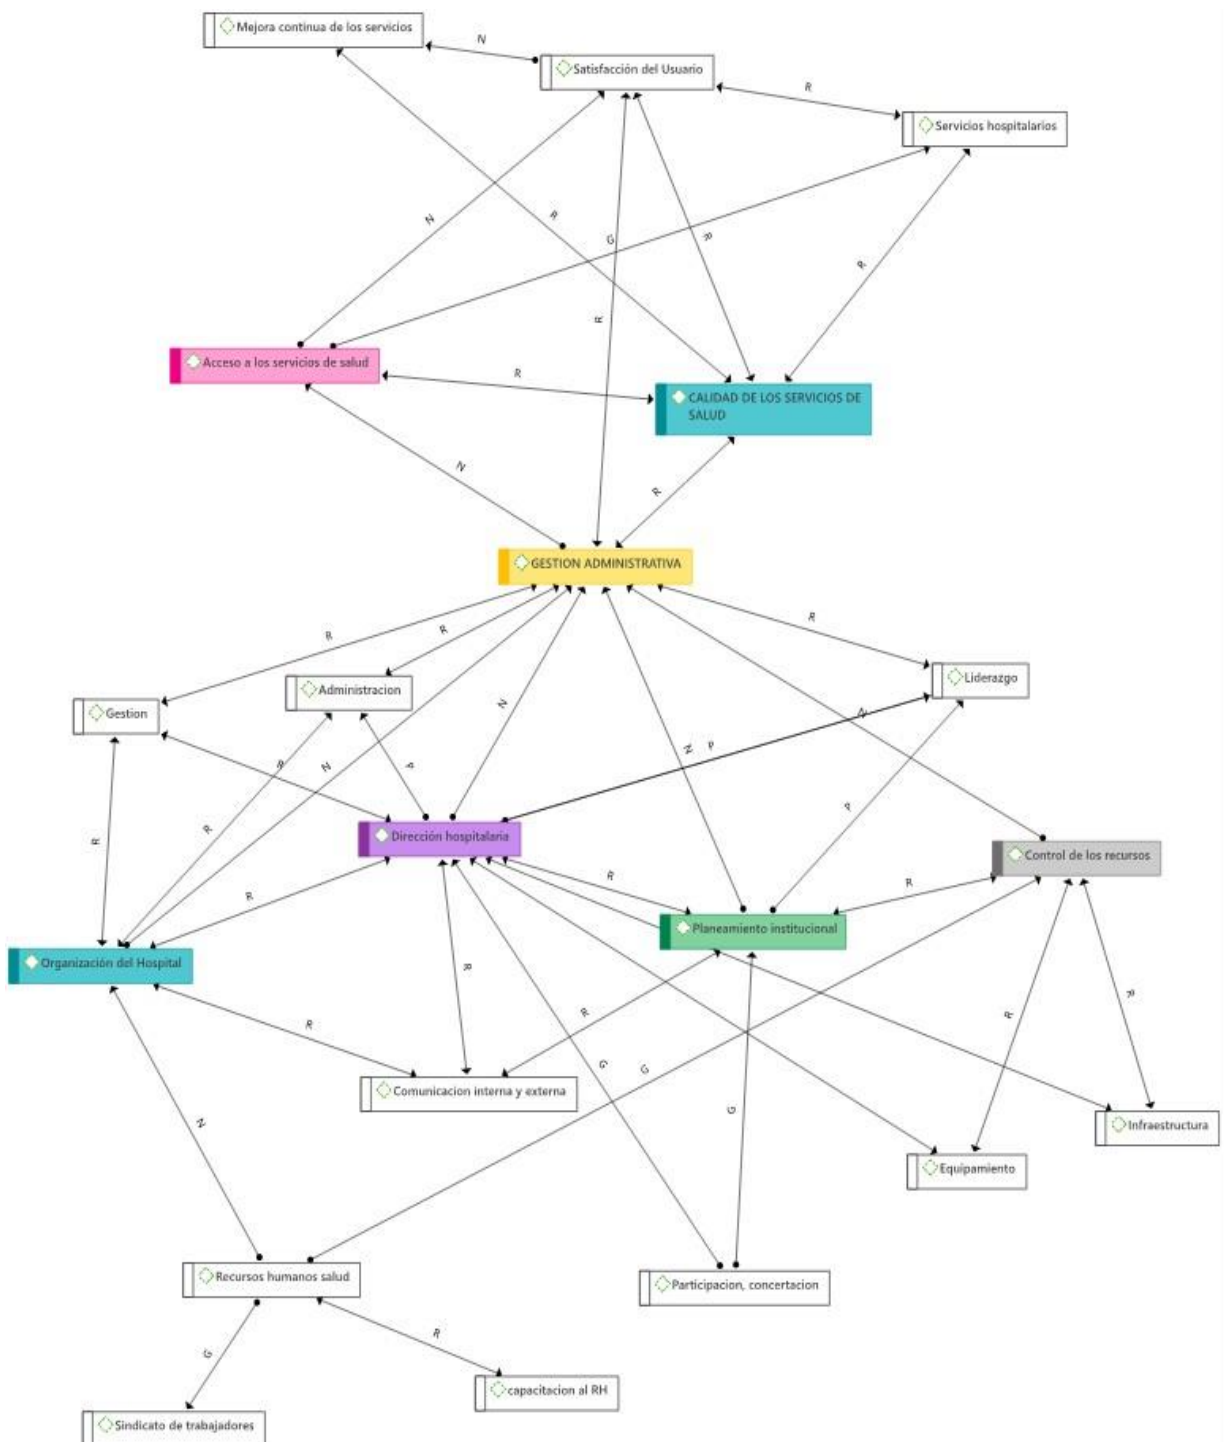 Mejora continua de los servicios
N
Satisfacción del Usuario
R
Servicios hospitalarios
N
R
G
R
R
R
Acceso a los servicios de salud
R
CALIDAD DE LOS SERVICIOS DE
SALUD
N
R
GESTION ADMINISTRATIVA
R
R
R
Administracion
Liderazgo
Gestion
N
N
N
P
R
N
P
P
R
R
Dirección hospitalaria
Control de los recursos
R
R
R
Planeamiento institucional
Organización del Hospital
R
R
R
R
R
R
G
G
Comunicacion interna y externa
G
N
Infraestructura
Equipamiento
Recursos humanos salud
Participacion, concertacion
R
G
capacitacion al RH
Sindicato de trabajadores